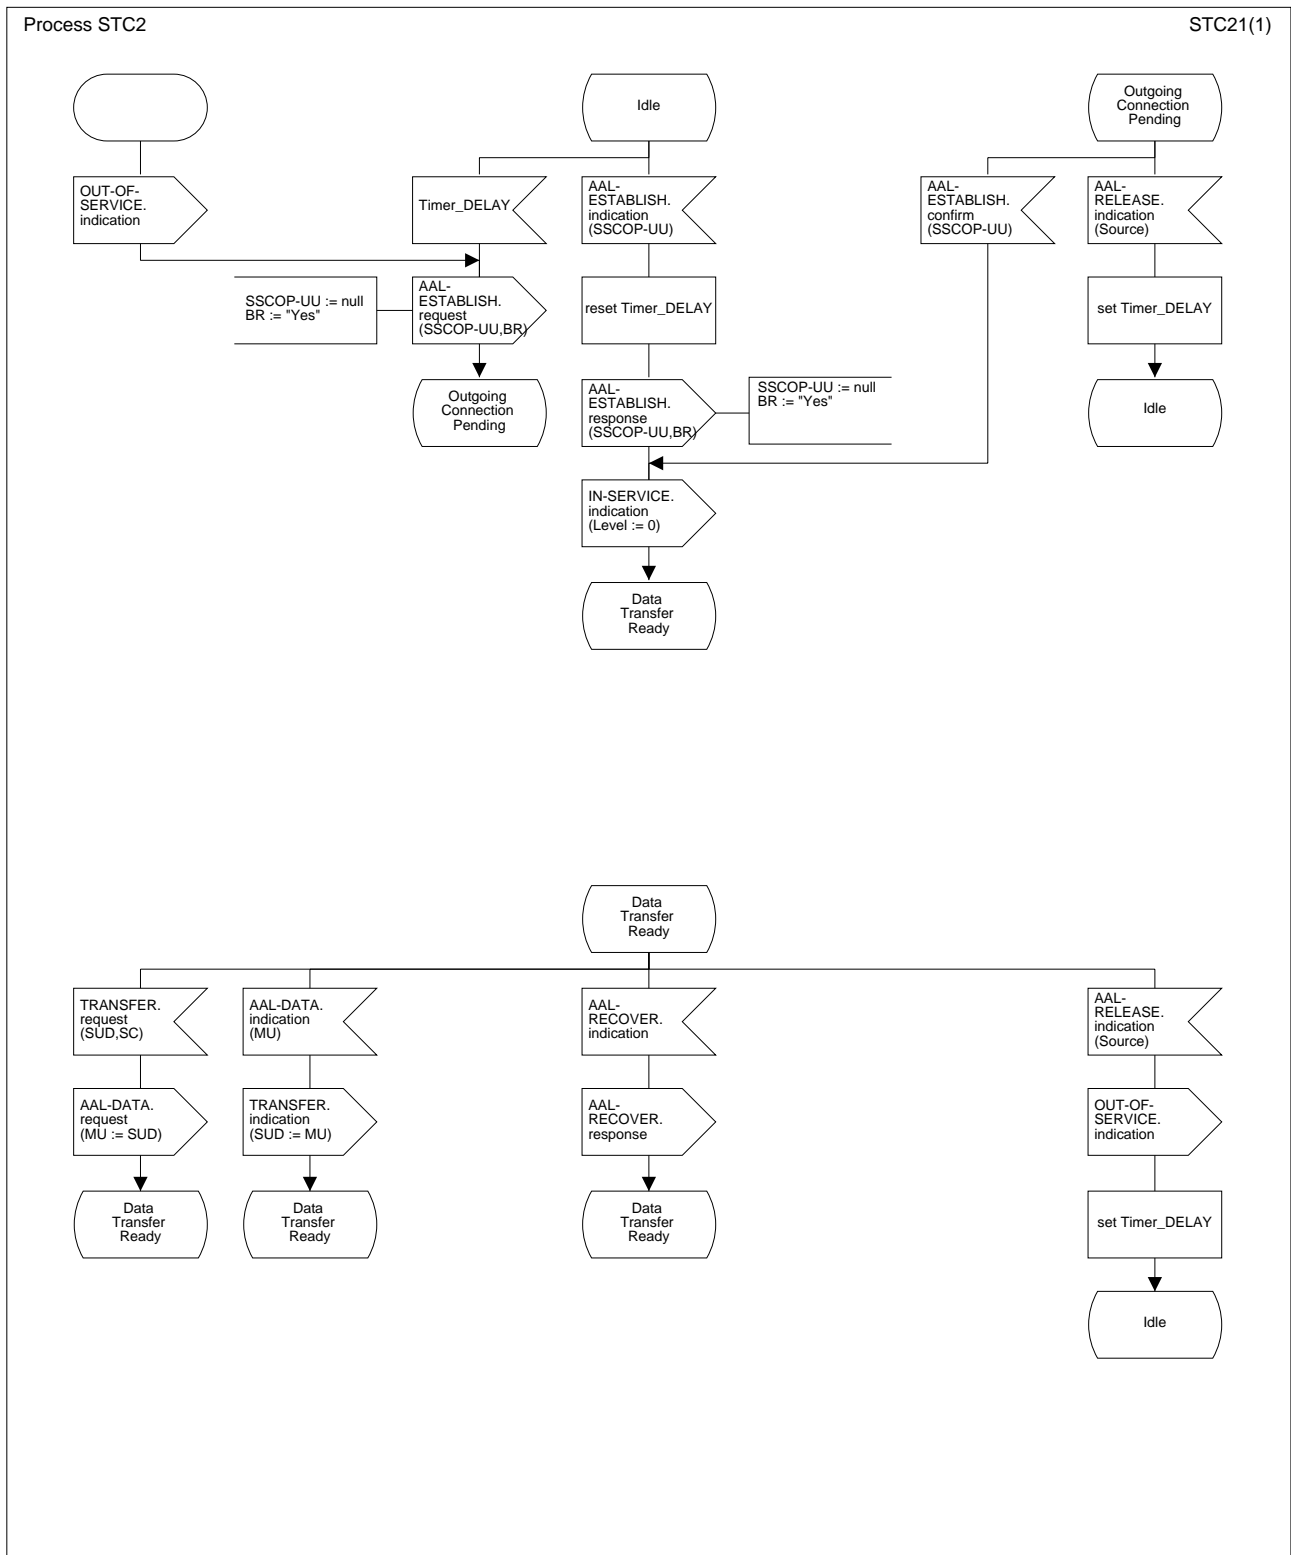 Process STC2
STC21(1)
Idle
Outgoing
Connection
Pending
OUT-OF-
SERVICE.
indication
Timer_DELAY
AAL-
ESTABLISH.
indication
(SSCOP-UU)
AAL-
ESTABLISH.
confirm
(SSCOP-UU)
AAL-
RELEASE.
indication
(Source)
SSCOP-UU := null
BR := "Yes"
AAL-
ESTABLISH.
request
(SSCOP-UU,BR)
reset Timer_DELAY
set Timer_DELAY
Outgoing
Connection
Pending
AAL-
ESTABLISH.
response
(SSCOP-UU,BR)
SSCOP-UU := null
BR := "Yes"
Idle
IN-SERVICE.
indication
(Level := 0)
Data
Transfer
Ready
Data
Transfer
Ready
TRANSFER.
request
(SUD,SC)
AAL-DATA.
indication
(MU)
AAL-
RECOVER.
indication
AAL-
RELEASE.
indication
(Source)
AAL-DATA.
request
(MU := SUD)
TRANSFER.
indication
(SUD := MU)
AAL-
RECOVER.
response
OUT-OF-
SERVICE.
indication
Data
Transfer
Ready
Data
Transfer
Ready
Data
Transfer
Ready
set Timer_DELAY
Idle